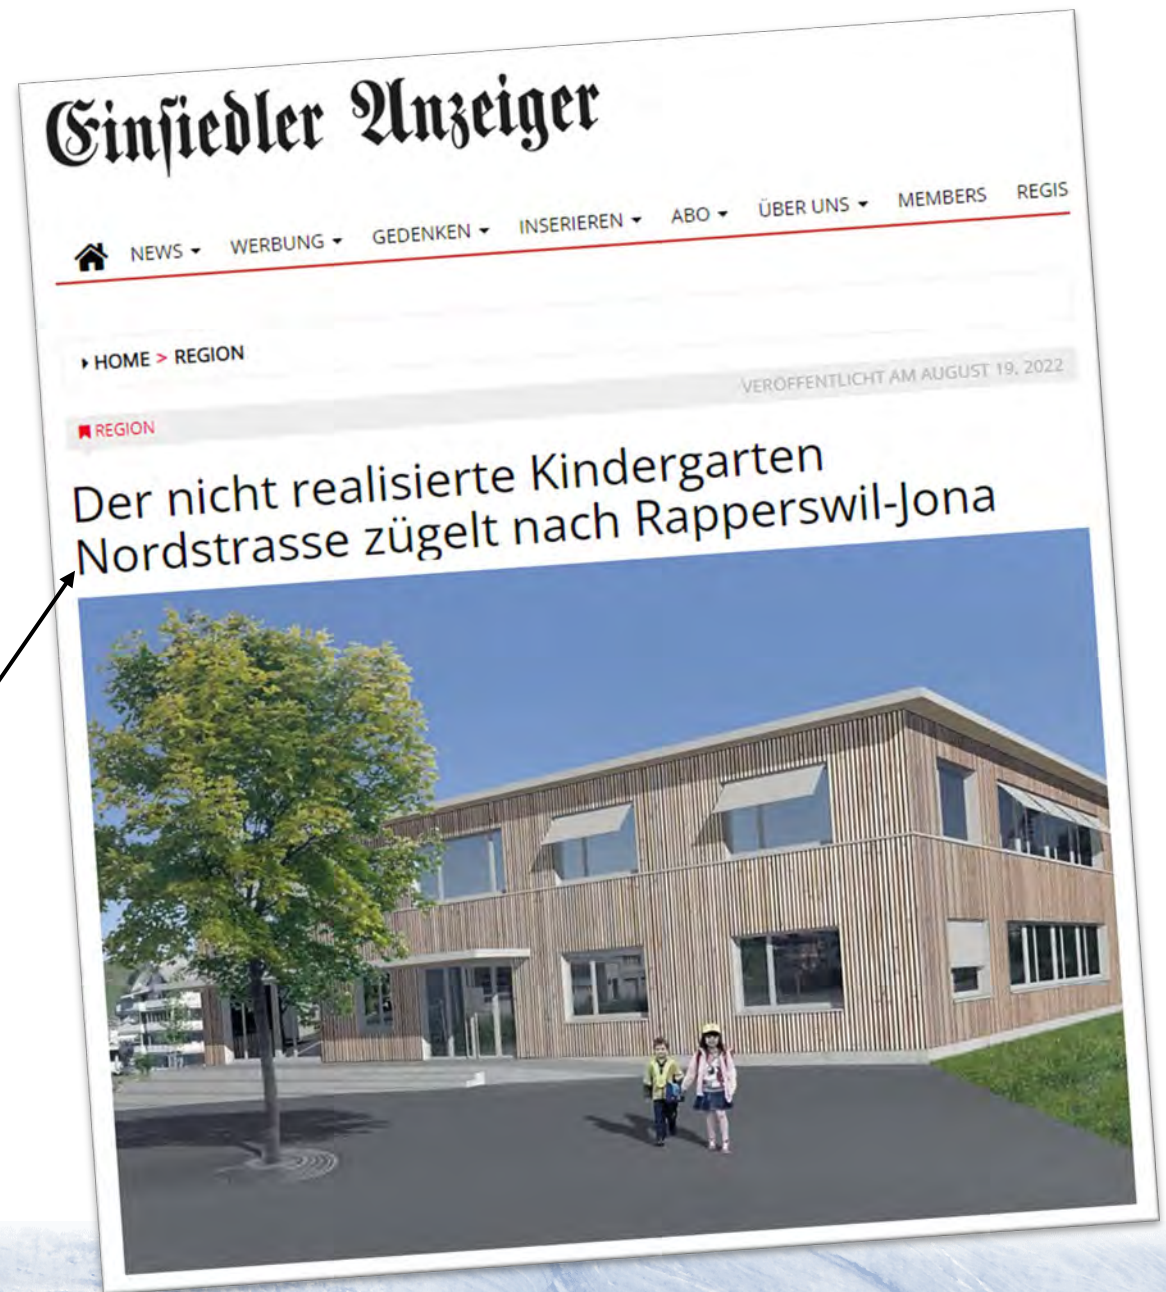 Einsiedler Anzeiger
NEWS WERBUNG GEDENKEN INSERIEREN ABO ÜBER UNS MEMBERS REGIS
HOME > REGION
VERÖFFENTLICHT AM AUGUST 19, 2022
REGION
Der nicht realisierte Kindergarten
Nordstrasse zügelt nach Rapperswil-Jona